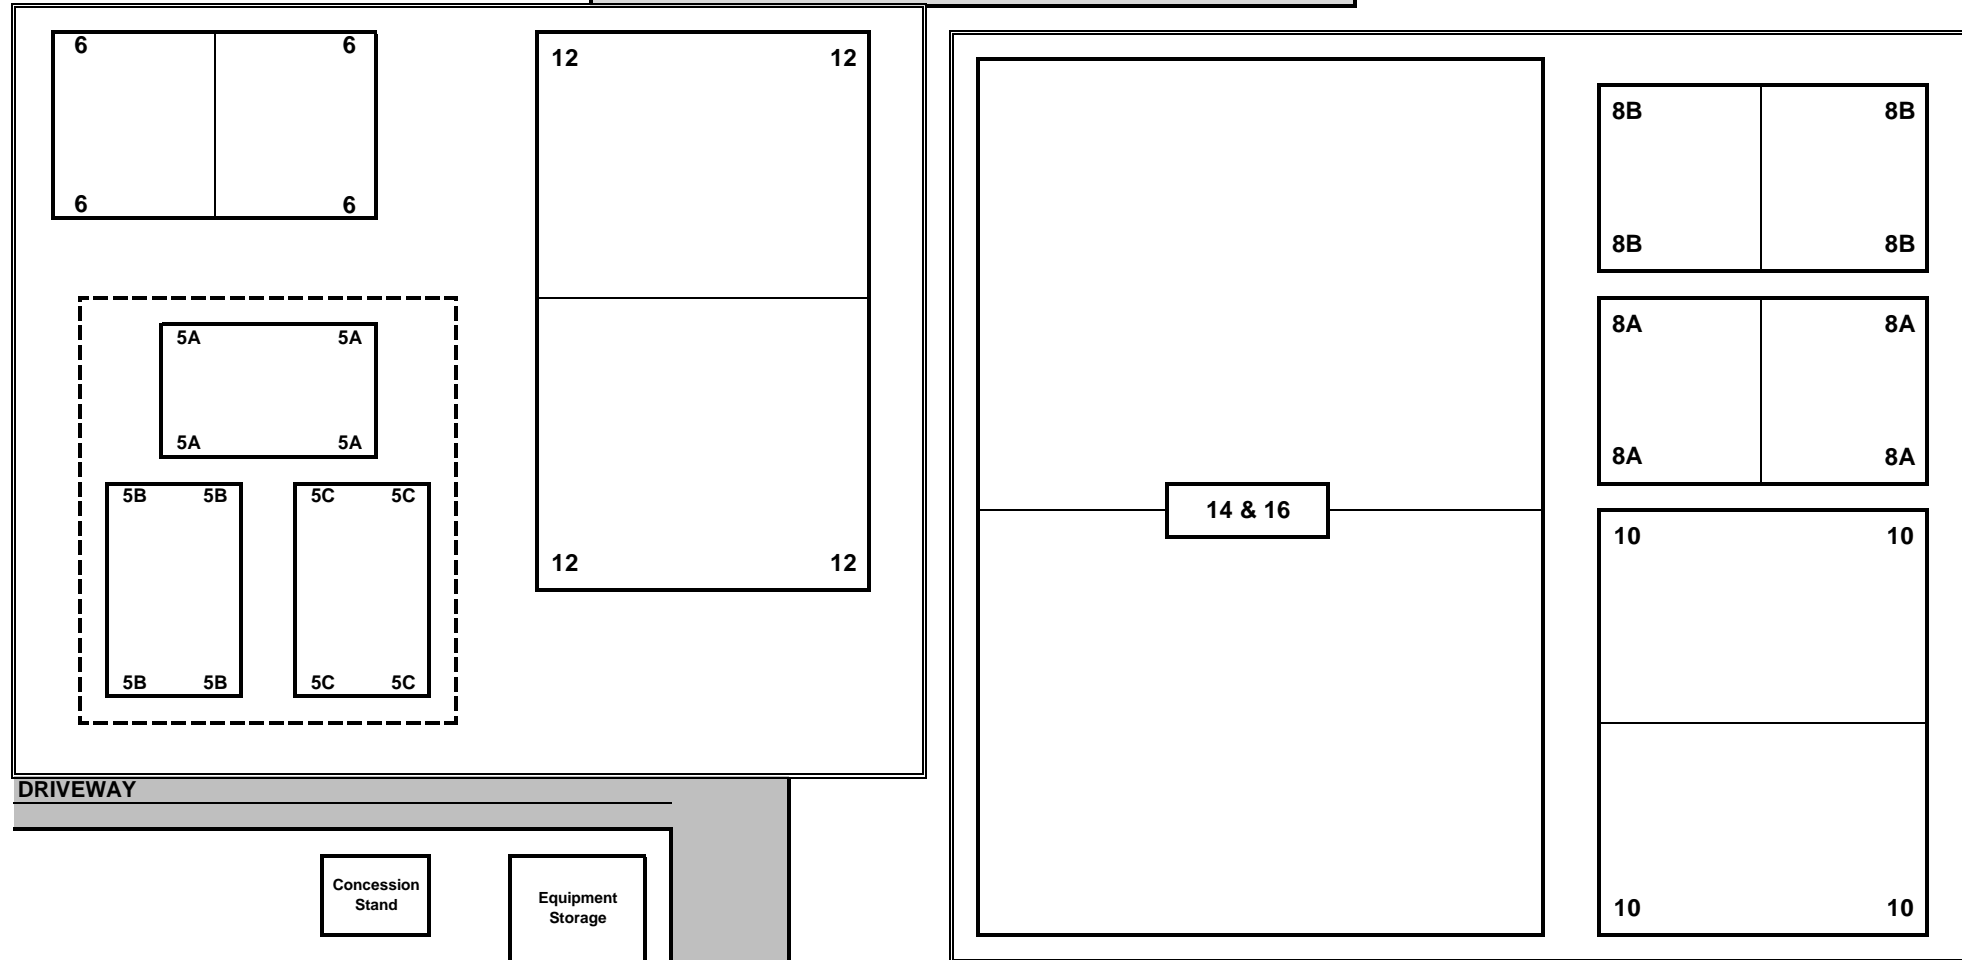 6 6
6 6
12 12
12 12
5A 5A
5A 5A
5B 5B
5B 5B
5C 5C
5C 5C
14 & 16
8B 8B
8B 8B
8A 8A
8A 8A
10 10
10 10
DRIVEWAY
Concession
Stand
Equipment
Storage